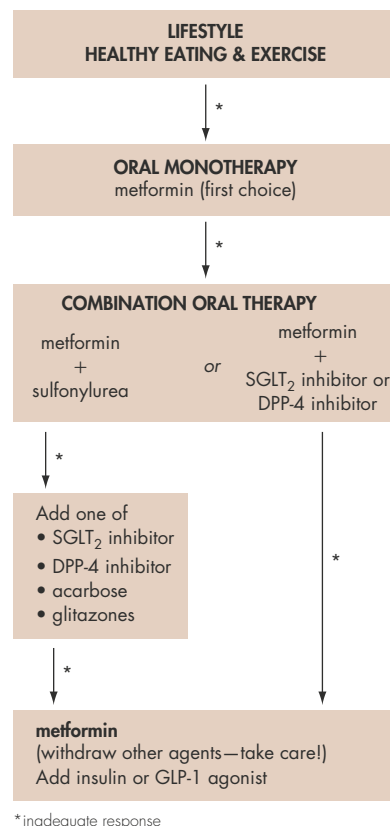 LIFESTYLE
HEALTHY EATING & EXERCISE
*
ORAL MONOTHERAPY
metformin (first choice)
*
COMBINATION ORAL THERAPY
metformin
+
sulfonylurea
or
metformin
+
SGLT₂ inhibitor or
DPP-4 inhibitor
*
Add one of
• SGLT₂ inhibitor
• DPP-4 inhibitor
• acarbose
• glitazones
*
*
metformin
(withdraw other agents—take care!)
Add insulin or GLP-1 agonist
*inadequate response